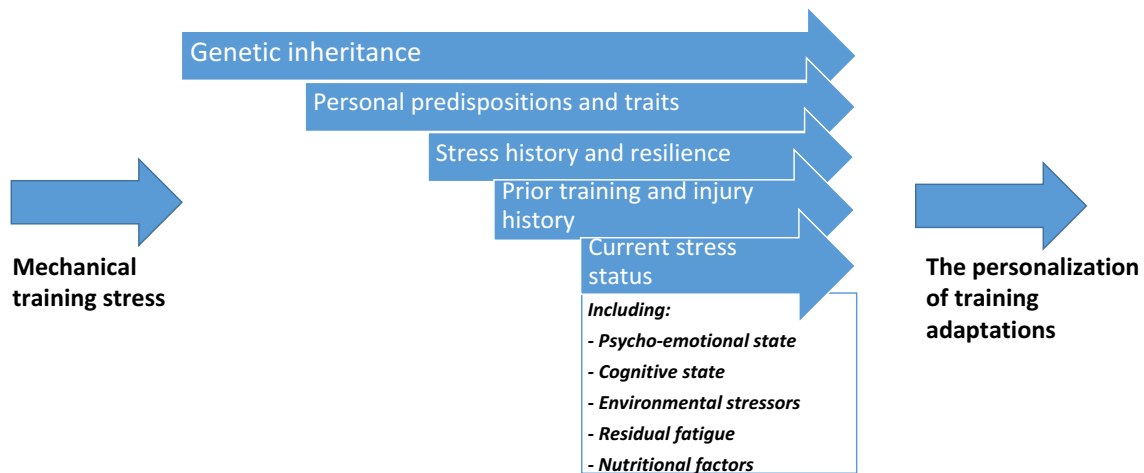 Genetic inheritance
Personal predispositions and traits
Stress history and resilience
Prior training and injury
history
Current stress
status
Mechanical
training stress
Including:
- Psycho-emotional state
- Cognitive state
- Environmental stressors
- Residual fatigue
- Nutritional factors
The personalization
of training
adaptations